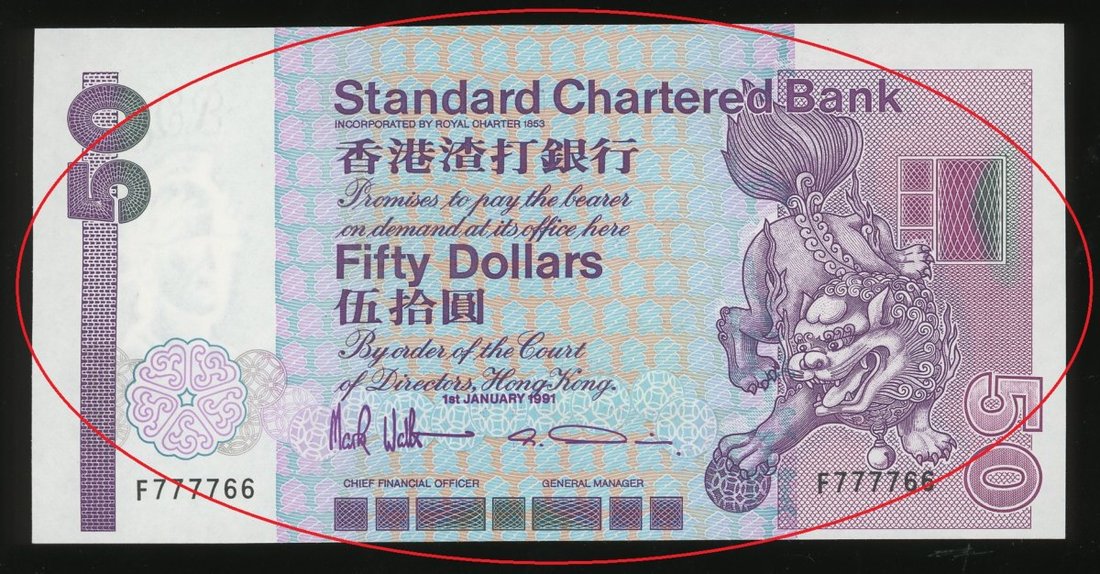 50
Standard Chartered Bank
INCORPORATED BY ROYAL CHARTER 1853
香港渣打銀行
Promises to pay the bearer
on demand at its office here
Fifty Dollars
伍拾圓
By order of the Court
of Directors, Hong Kong.
1st JANUARY 1991
CHIEF FINANCIAL OFFICER GENERAL MANAGER
F777766
F777766
50